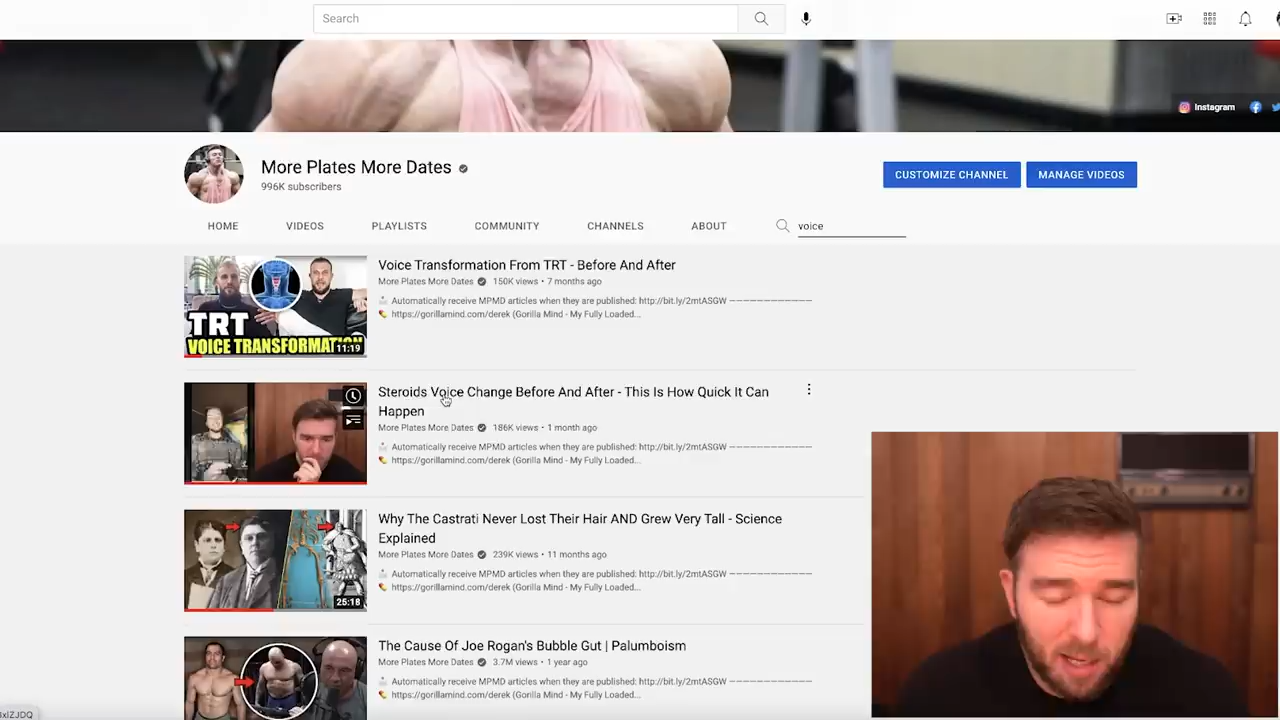 Search
Instagram
More Plates More Dates
996K subscribers
CUSTOMIZE CHANNEL
MANAGE VIDEOS
HOME
VIDEOS
PLAYLISTS
COMMUNITY
CHANNELS
ABOUT
voice
TRT
VOICE TRANSFORMATION
11:19
Voice Transformation From TRT - Before And After
More Plates More Dates 150K views • 7 months ago
Automatically receive MPMD articles when they are published: http://bit.ly/2mtASGW ————————————
https://gorillamind.com/derek (Gorilla Mind - My Fully Loaded...
Steroids Voice Change Before And After - This Is How Quick It Can
Happen
More Plates More Dates 186K views • 1 month ago
Automatically receive MPMD articles when they are published: http://bit.ly/2mtASGW ————————————
https://gorillamind.com/derek (Gorilla Mind - My Fully Loaded...
25:18
Why The Castrati Never Lost Their Hair AND Grew Very Tall - Science
Explained
More Plates More Dates 239K views • 11 months ago
Automatically receive MPMD articles when they are published: http://bit.ly/2mtASGW ————————————
https://gorillamind.com/derek (Gorilla Mind - My Fully Loaded...
The Cause Of Joe Rogan's Bubble Gut | Palumboism
More Plates More Dates 3.7M views • 1 year ago
Automatically receive MPMD articles when they are published: http://bit.ly/2mtASGW ————————————
https://gorillamind.com/derek (Gorilla Mind - My Fully Loaded...